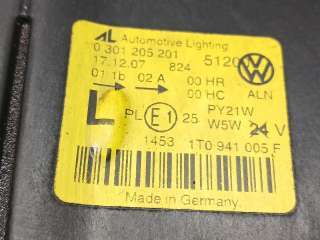 AL Automotive Lighting
0 301 205 201 512
17.12.07 824
01 1b 02 A 00 HR
00 HC ALN
L PL E1 25 PY21W
W5W 24 V
1453 1T0 941 005 F
Made in Germany